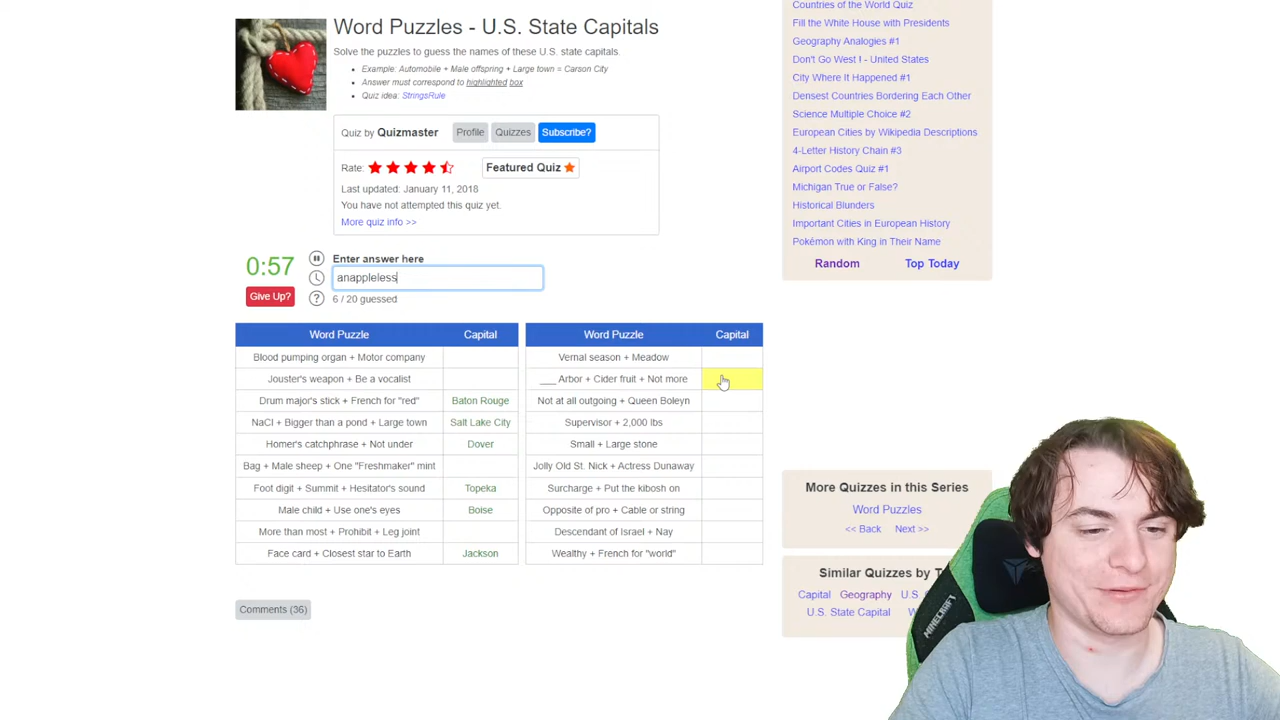 Word Puzzles - U.S. State Capitals
Solve the puzzles to guess the names of these U.S. state capitals.
Example: Automobile + Male offspring + Large town = Carson City
Answer must correspond to highlighted box
Quiz idea: StringsRule
Quiz by Quizmaster Profile Quizzes Subscribe?
Rate: Featured Quiz
Last updated: January 11, 2018
You have not attempted this quiz yet.
More quiz info >>
0:57
Give Up?
Enter answer here
anappleless
6 / 20 guessed
Word Puzzle Capital
Blood pumping organ + Motor company
Jouster's weapon + Be a vocalist
Drum major's stick + French for "red" Baton Rouge
NaCl + Bigger than a pond + Large town Salt Lake City
Homer's catchphrase + Not under Dover
Bag + Male sheep + One "Freshmaker" mint
Foot digit + Summit + Hesitator's sound Topeka
Male child + Use one's eyes Boise
More than most + Prohibit + Leg joint
Face card + Closest star to Earth Jackson
Word Puzzle Capital
Vernal season + Meadow
___ Arbor + Cider fruit + Not more
Not at all outgoing + Queen Boleyn
Supervisor + 2,000 lbs
Small + Large stone
Jolly Old St. Nick + Actress Dunaway
Surcharge + Put the kibosh on
Opposite of pro + Cable or string
Descendant of Israel + Nay
Wealthy + French for "world"
Comments (36)
Countries of the World Quiz
Fill the White House with Presidents
Geography Analogies #1
Don't Go West ! - United States
City Where It Happened #1
Densest Countries Bordering Each Other
Science Multiple Choice #2
European Cities by Wikipedia Descriptions
4-Letter History Chain #3
Airport Codes Quiz #1
Michigan True or False?
Historical Blunders
Important Cities in European History
Pokémon with King in Their Name
Random Top Today
More Quizzes in this Series
Word Puzzles
<< Back Next >>
Similar Quizzes by T
Capital Geography U.S.
U.S. State Capital W
MINECRAFT